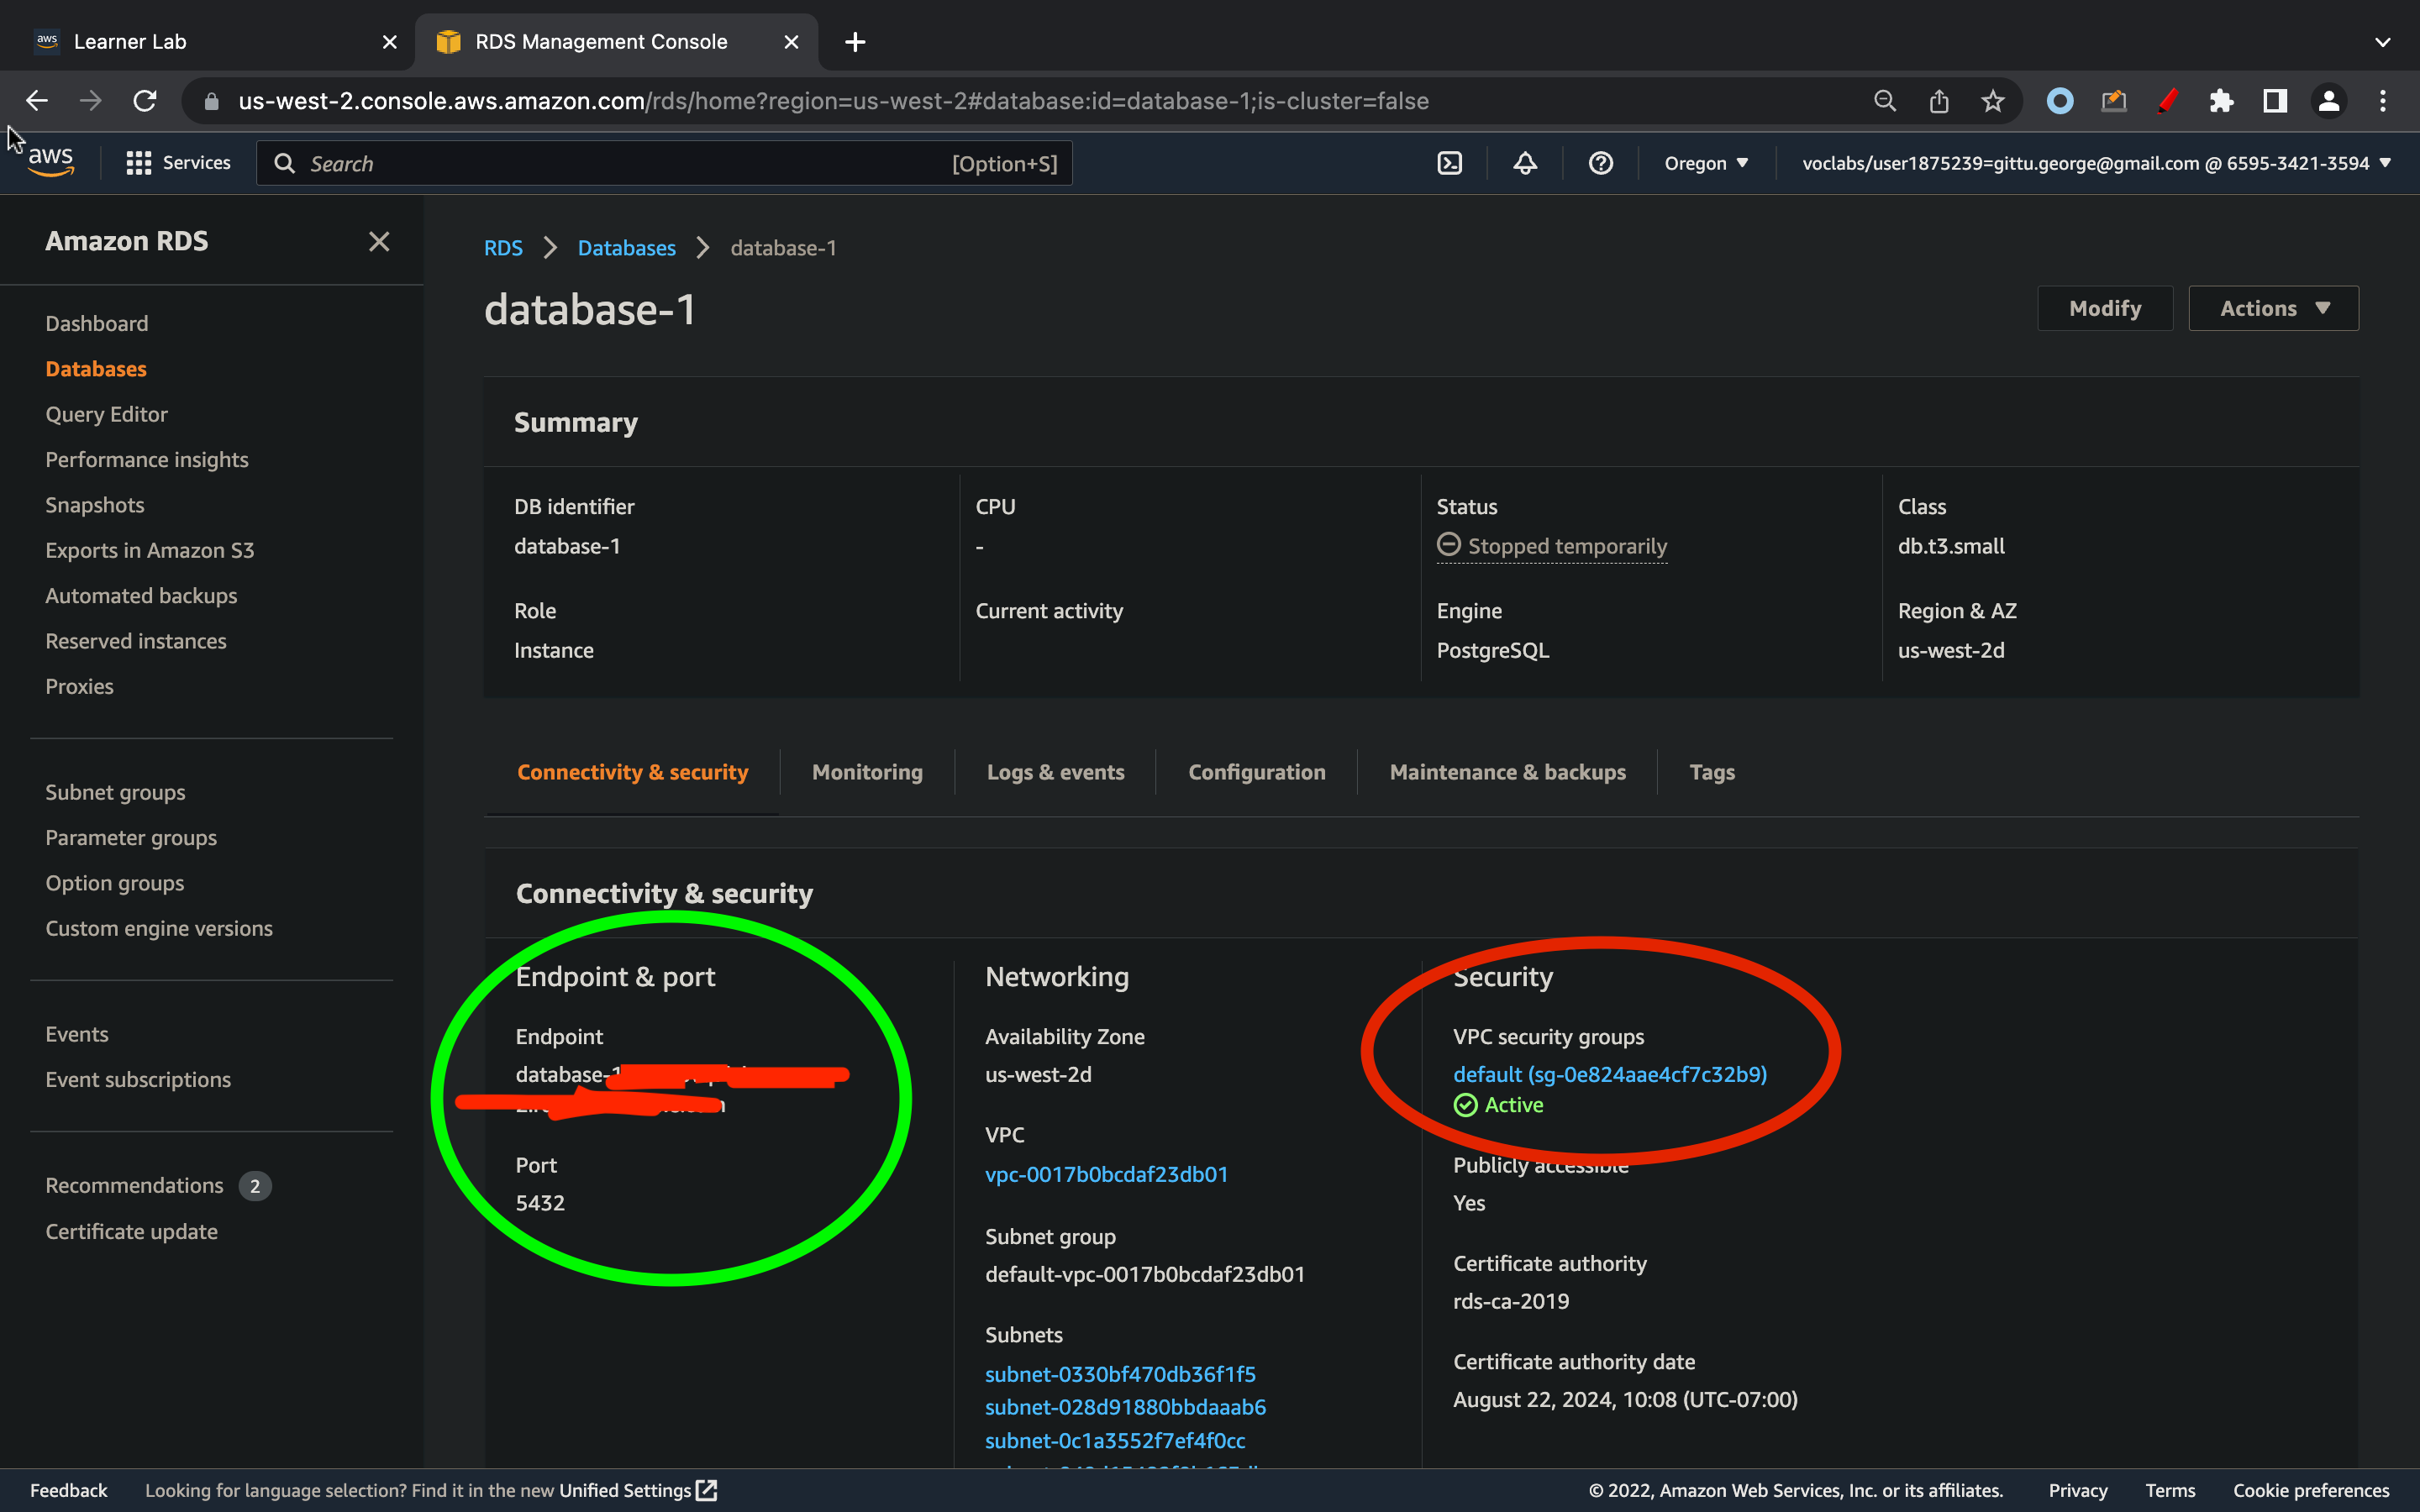 aws
Learner Lab
RDS Management Console
us-west-2.console.aws.amazon.com/rds/home?region=us-west-2#database:id=database-1;is-cluster=false
aws
Services
Search
[Option+S]
Oregon
voclabs/user1875239=gittu.george@gmail.com @ 6595-3421-3594
Amazon RDS
Dashboard
Databases
Query Editor
Performance insights
Snapshots
Exports in Amazon S3
Automated backups
Reserved instances
Proxies
Subnet groups
Parameter groups
Option groups
Custom engine versions
Events
Event subscriptions
Recommendations 2
Certificate update
RDS
Databases
database-1
database-1
Modify
Actions
Summary
DB identifier
database-1
CPU
-
Status
Stopped temporarily
Class
db.t3.small
Role
Instance
Current activity
Engine
PostgreSQL
Region & AZ
us-west-2d
Connectivity & security
Monitoring
Logs & events
Configuration
Maintenance & backups
Tags
Connectivity & security
Endpoint & port
Endpoint
Port
5432
Networking
Availability Zone
us-west-2d
VPC
vpc-0017b0bcdaf23db01
Subnet group
default-vpc-0017b0bcdaf23db01
Subnets
subnet-0330bf470db36f1f5
subnet-028d91880bbdaaab6
subnet-0c1a3552f7ef4f0cc
Security
VPC security groups
default (sg-0e824aae4cf7c32b9)
Active
Publicly accessible
Yes
Certificate authority
rds-ca-2019
Certificate authority date
August 22, 2024, 10:08 (UTC-07:00)
Feedback
Looking for language selection? Find it in the new Unified Settings
© 2022, Amazon Web Services, Inc. or its affiliates.
Privacy
Terms
Cookie preferences